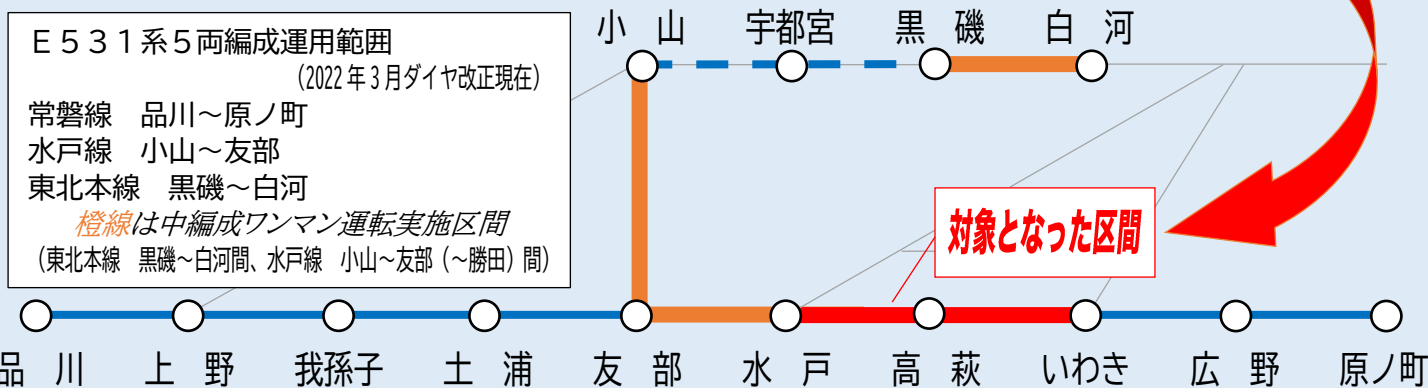 E531系5両編成運用範囲
(2022年3月ダイヤ改正現在)
常磐線 品川～原ノ町
水戸線 小山～友部
東北本線 黒磯～白河
橙線は中編成ワンマン運転実施区間
(東北本線 黒磯～白河間、水戸線 小山～友部(～勝田)間)
小山 宇都宮 黒磯 白河
対象となった区間
品川 上野 我孫子 土浦 友部 水戸 高萩 いわき 広野 原ノ町